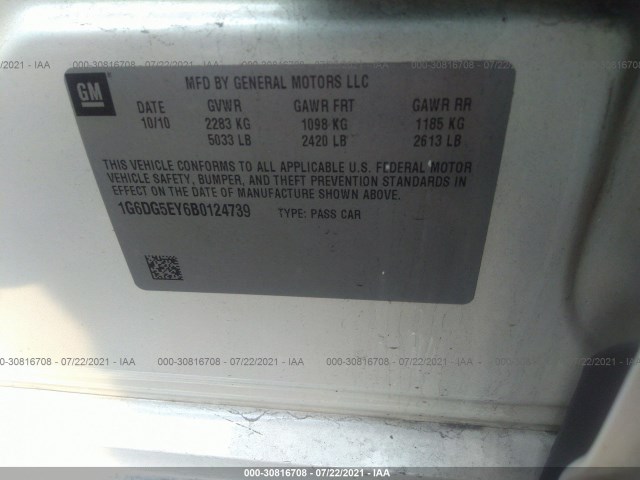 000-30816708 - 07/22/2021 - IAA
GM
MFD BY GENERAL MOTORS LLC
DATE GVWR GAWR FRT GAWR RR
10/10 2283 KG 1098 KG 1185 KG
5033 LB 2420 LB 2613 LB
THIS VEHICLE CONFORMS TO ALL APPLICABLE U.S. FEDERAL MOTOR
VEHICLE SAFETY, BUMPER, AND THEFT PREVENTION STANDARDS IN
EFFECT ON THE DATE OF MANUFACTURE SHOWN ABOVE.
1G6DG5EY6B0124739 TYPE: PASS CAR
000-30816708 - 07/22/2021 - IAA
000-30816708 - 07/22/2021 - IAA